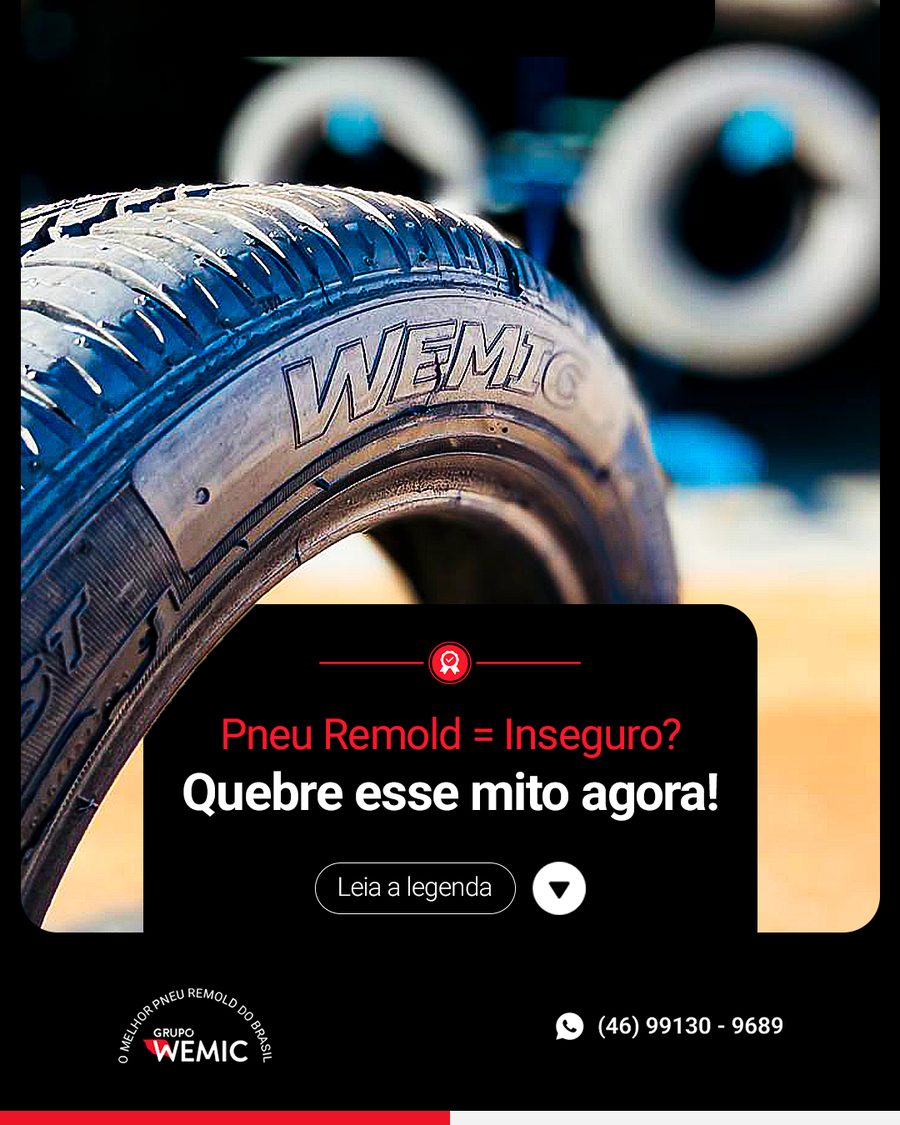 WEMIC
Pneu Remold = Inseguro?
Quebre esse mito agora!
Leia a legenda
O MELHOR PNEU REMOLD DO BRASIL
GRUPO
WEMIC
(46) 99130 - 9689